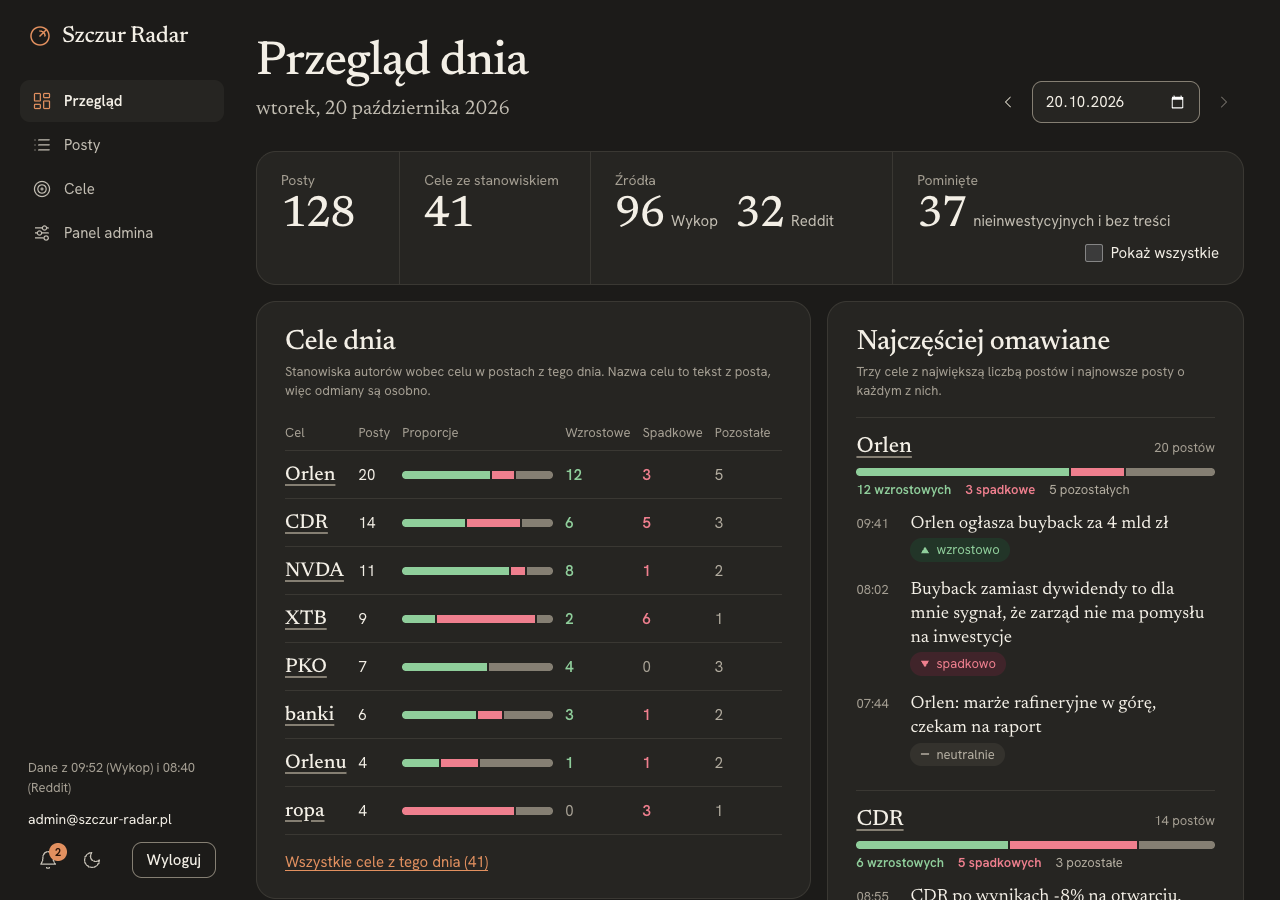 Szczur Radar
Przegląd
Posty
Cele
Panel admina
Dane z 09:52 (Wykop) i 08:40
(Reddit)
admin@szczur-radar.pl
2
Wyloguj
Przegląd dnia
wtorek, 20 października 2026
20.10.2026
Posty
128
Cele ze stanowiskiem
41
Źródła
96 Wykop 32 Reddit
Pominięte
37 nieinwestycyjnych i bez treści
Pokaż wszystkie
Cele dnia
Stanowiska autorów wobec celu w postach z tego dnia. Nazwa celu to tekst z posta,
więc odmiany są osobno.
Cel Posty Proporcje Wzrostowe Spadkowe Pozostałe
Orlen 20 12 3 5
CDR 14 6 5 3
NVDA 11 8 1 2
XTB 9 2 6 1
PKO 7 4 0 3
banki 6 3 1 2
Orlenu 4 1 1 2
ropa 4 0 3 1
Wszystkie cele z tego dnia (41)
Najczęściej omawiane
Trzy cele z największą liczbą postów i najnowsze posty o
każdym z nich.
Orlen 20 postów
12 wzrostowych 3 spadkowe 5 pozostałych
09:41 Orlen ogłasza buyback za 4 mld zł
wzrostowo
08:02 Buyback zamiast dywidendy to dla
mnie sygnał, że zarząd nie ma pomysłu
na inwestycje
spadkowo
07:44 Orlen: marże rafineryjne w górę,
czekam na raport
neutralnie
CDR 14 postów
6 wzrostowych 5 spadkowych 3 pozostałe
08:55 CDR po wynikach -8% na otwarciu,